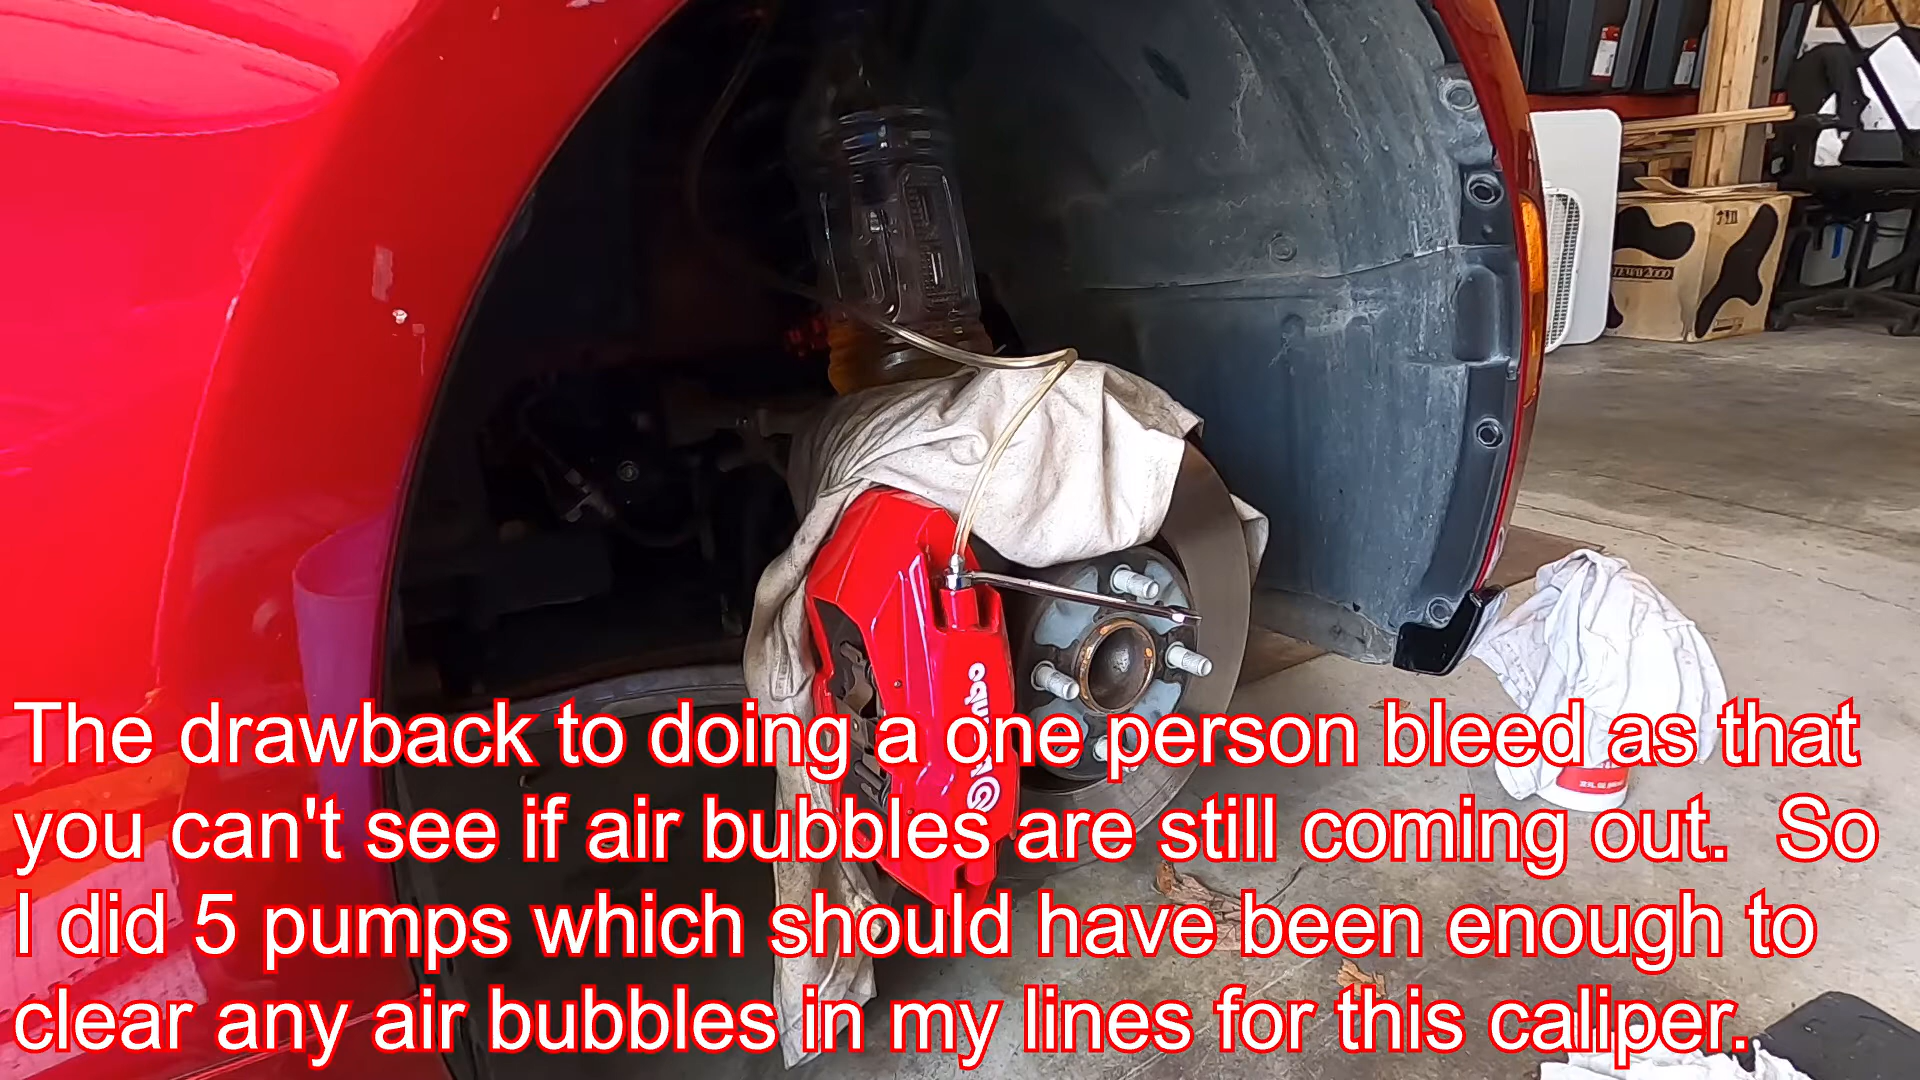 brembo
The drawback to doing a one person bleed as that
you can't see if air bubbles are still coming out.  So
I did 5 pumps which should have been enough to
clear any air bubbles in my lines for this caliper.